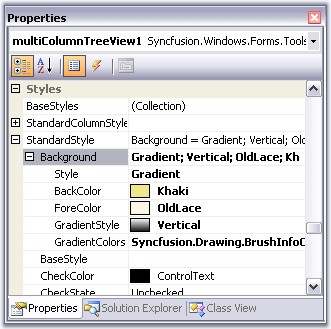 Properties
multiColumnTreeView1 Syncfusion.Windows.Forms.Tools
Styles
BaseStyles (Collection)
StandardColumnStyle
StandardStyle Background = Gradient; Vertical; Old
Background Gradient; Vertical; OldLace; Kh
Style Gradient
BackColor Khaki
ForeColor OldLace
GradientStyle Vertical
GradientColors Syncfusion.Drawing.BrushInfoC
BaseStyle
CheckColor ControlText
CheckState Unchecked
Properties Solution Explorer Class View